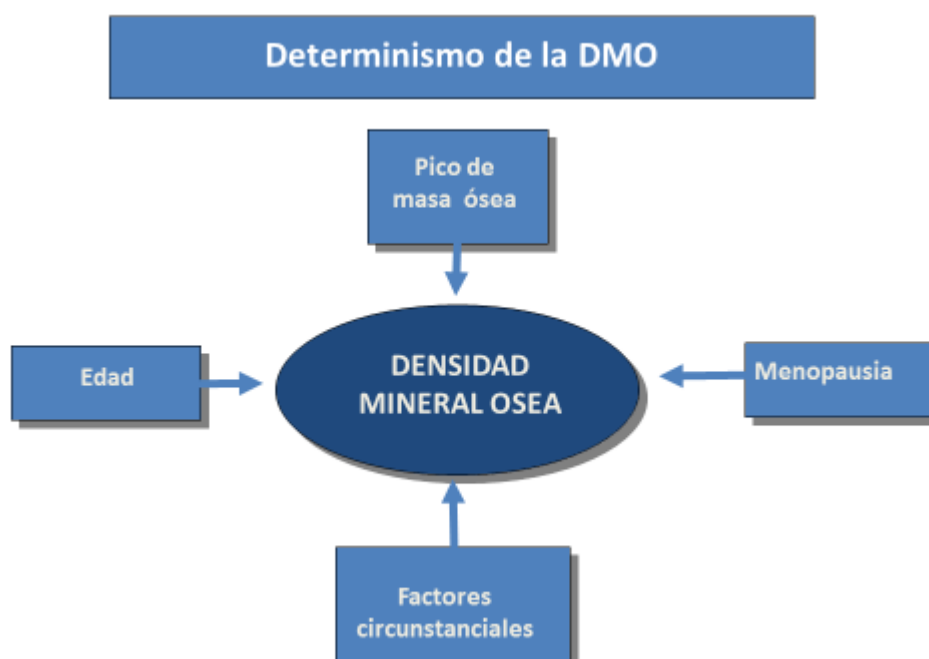 Determinismo de la DMO
Pico de
masa ósea
Edad
DENSIDAD
MINERAL OSEA
Menopausia
Factores
circunstanciales